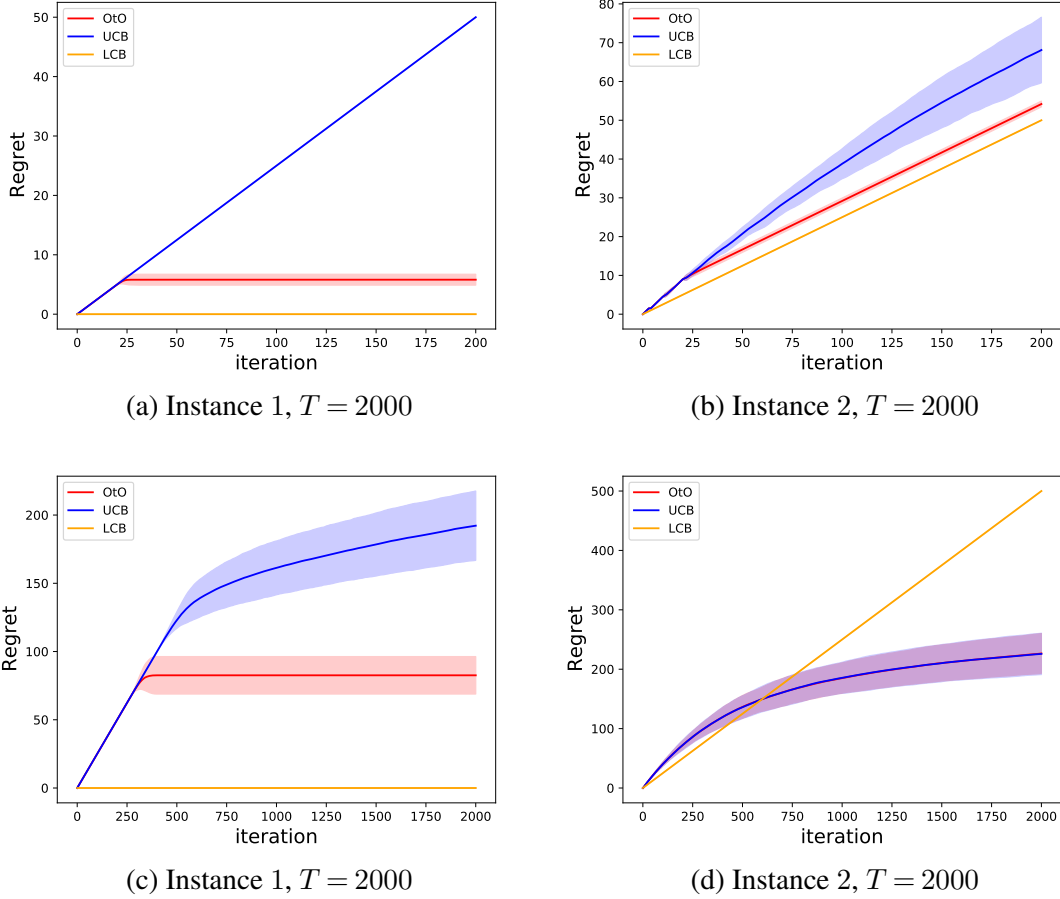 OtO
UCB
LCB
Regret
50
40
30
20
10
0
0 25 50 75 100 125 150 175 200
iteration
(a) Instance 1, T = 2000
OtO
UCB
LCB
Regret
80
70
60
50
40
30
20
10
0
0 25 50 75 100 125 150 175 200
iteration
(b) Instance 2, T = 2000
OtO
UCB
LCB
Regret
200
150
100
50
0
0 250 500 750 1000 1250 1500 1750 2000
iteration
(c) Instance 1, T = 2000
OtO
UCB
LCB
Regret
500
400
300
200
100
0
0 250 500 750 1000 1250 1500 1750 2000
iteration
(d) Instance 2, T = 2000